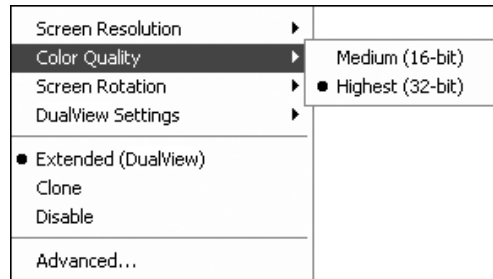 Screen Resolution
Color Quality
Medium (16-bit)
Screen Rotation
Highest (32-bit)
DualView Settings
Extended (DualView)
Clone
Disable
Advanced...